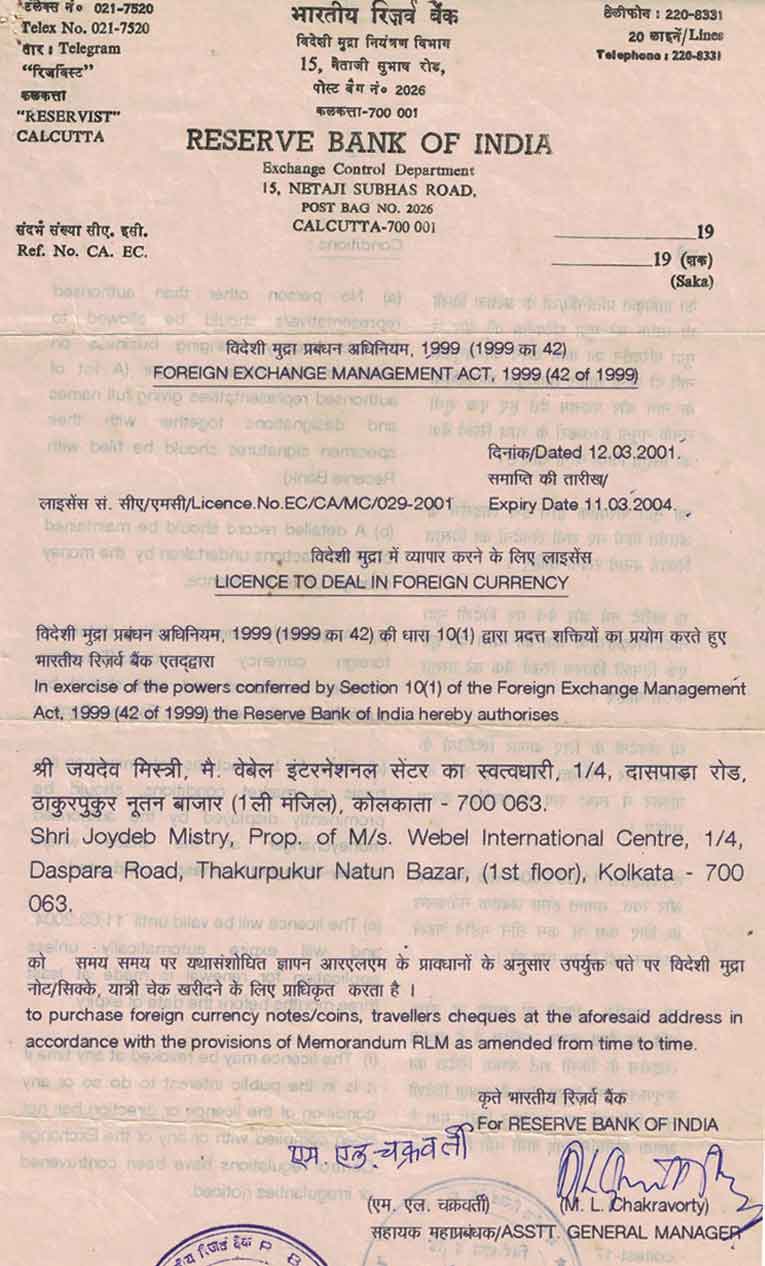 टेलेक्स नं० 021-7520
Telex No. 021-7520
तार : Telegram
“रिजर्विस्ट”
कलकत्ता
"RESERVIST"
CALCUTTA
भारतीय रिज़र्व बैंक
विदेशी मुद्रा नियंत्रण विभाग
15, नेताजी सुभाष रोड,
पोस्ट बैग नं० 2026
कलकत्ता-700 001
टेलीफोन : 220-8331
20 लाइनें/Lines
Telephone : 220-8331
RESERVE BANK OF INDIA
Exchange Control Department
15, NETAJI SUBHAS ROAD,
POST BAG NO. 2026
CALCUTTA-700 001
संदर्भ संख्या सीए. इसी.
Ref. No. CA. EC.
19
19 (शक)
(Saka)
विदेशी मुद्रा प्रबंधन अधिनियम, 1999 (1999 का 42)
FOREIGN EXCHANGE MANAGEMENT ACT, 1999 (42 of 1999)
दिनांक/Dated 12.03.2001.
समाप्ति की तारीख/
लाइसेंस सं. सीए/एमसी/Licence.No.EC/CA/MC/029-2001 Expiry Date 11.03.2004.
विदेशी मुद्रा में व्यापार करने के लिए लाइसेंस
LICENCE TO DEAL IN FOREIGN CURRENCY
विदेशी मुद्रा प्रबंधन अधिनियम, 1999 (1999 का 42) की धारा 10(1) द्वारा प्रदत्त शक्तियों का प्रयोग करते हुए
भारतीय रिज़र्व बैंक एतद्द्वारा
In exercise of the powers conferred by Section 10(1) of the Foreign Exchange Management
Act, 1999 (42 of 1999) the Reserve Bank of India hereby authorises
श्री जयदेव मिस्त्री, मै. वेबेल इंटरनेशनल सेंटर का स्वत्वधारी, 1/4, दासपाड़ा रोड,
ठाकुरपुकुर नूतन बाजार (1ली मंजिल), कोलकाता - 700 063.
Shri Joydeb Mistry, Prop. of M/s. Webel International Centre, 1/4,
Daspara Road, Thakurpukur Natun Bazar, (1st floor), Kolkata - 700
063.
को समय समय पर यथासंशोधित ज्ञापन आरएलएम के प्रावधानों के अनुसार उपर्युक्त पते पर विदेशी मुद्रा
नोट/सिक्के, यात्री चेक खरीदने के लिए प्राधिकृत करता है ।
to purchase foreign currency notes/coins, travellers cheques at the aforesaid address in
accordance with the provisions of Memorandum RLM as amended from time to time.
कृते भारतीय रिज़र्व बैंक
For RESERVE BANK OF INDIA
एम एल. चक्रवर्ती
(एम. एल. चक्रवर्ती) (M. L. Chakravorty)
सहायक महाप्रबंधक/ASSTT. GENERAL MANAGER